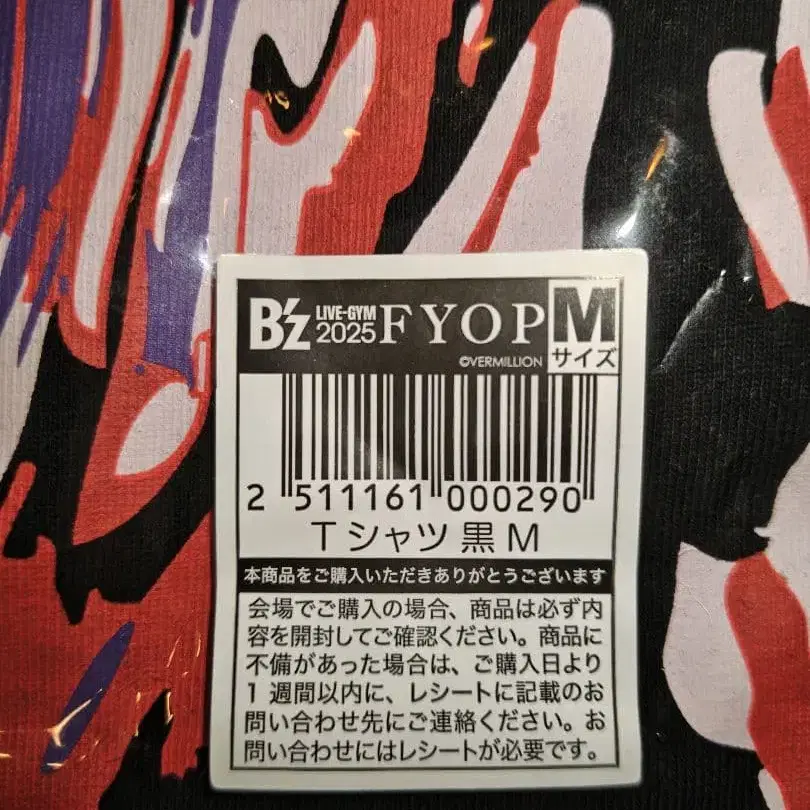 B'z LIVE-GYM 2025 FYOP M
©VERMILLION サイズ
2 511161 000290
Tシャツ 黒 M
本商品をご購入いただきありがとうございます
会場でご購入の場合、商品は必ず内
容を開封してご確認ください。商品に
不備があった場合は、ご購入日より
1週間以内に、レシートに記載のお
問い合わせ先にご連絡ください。お
問い合わせにはレシートが必要です。